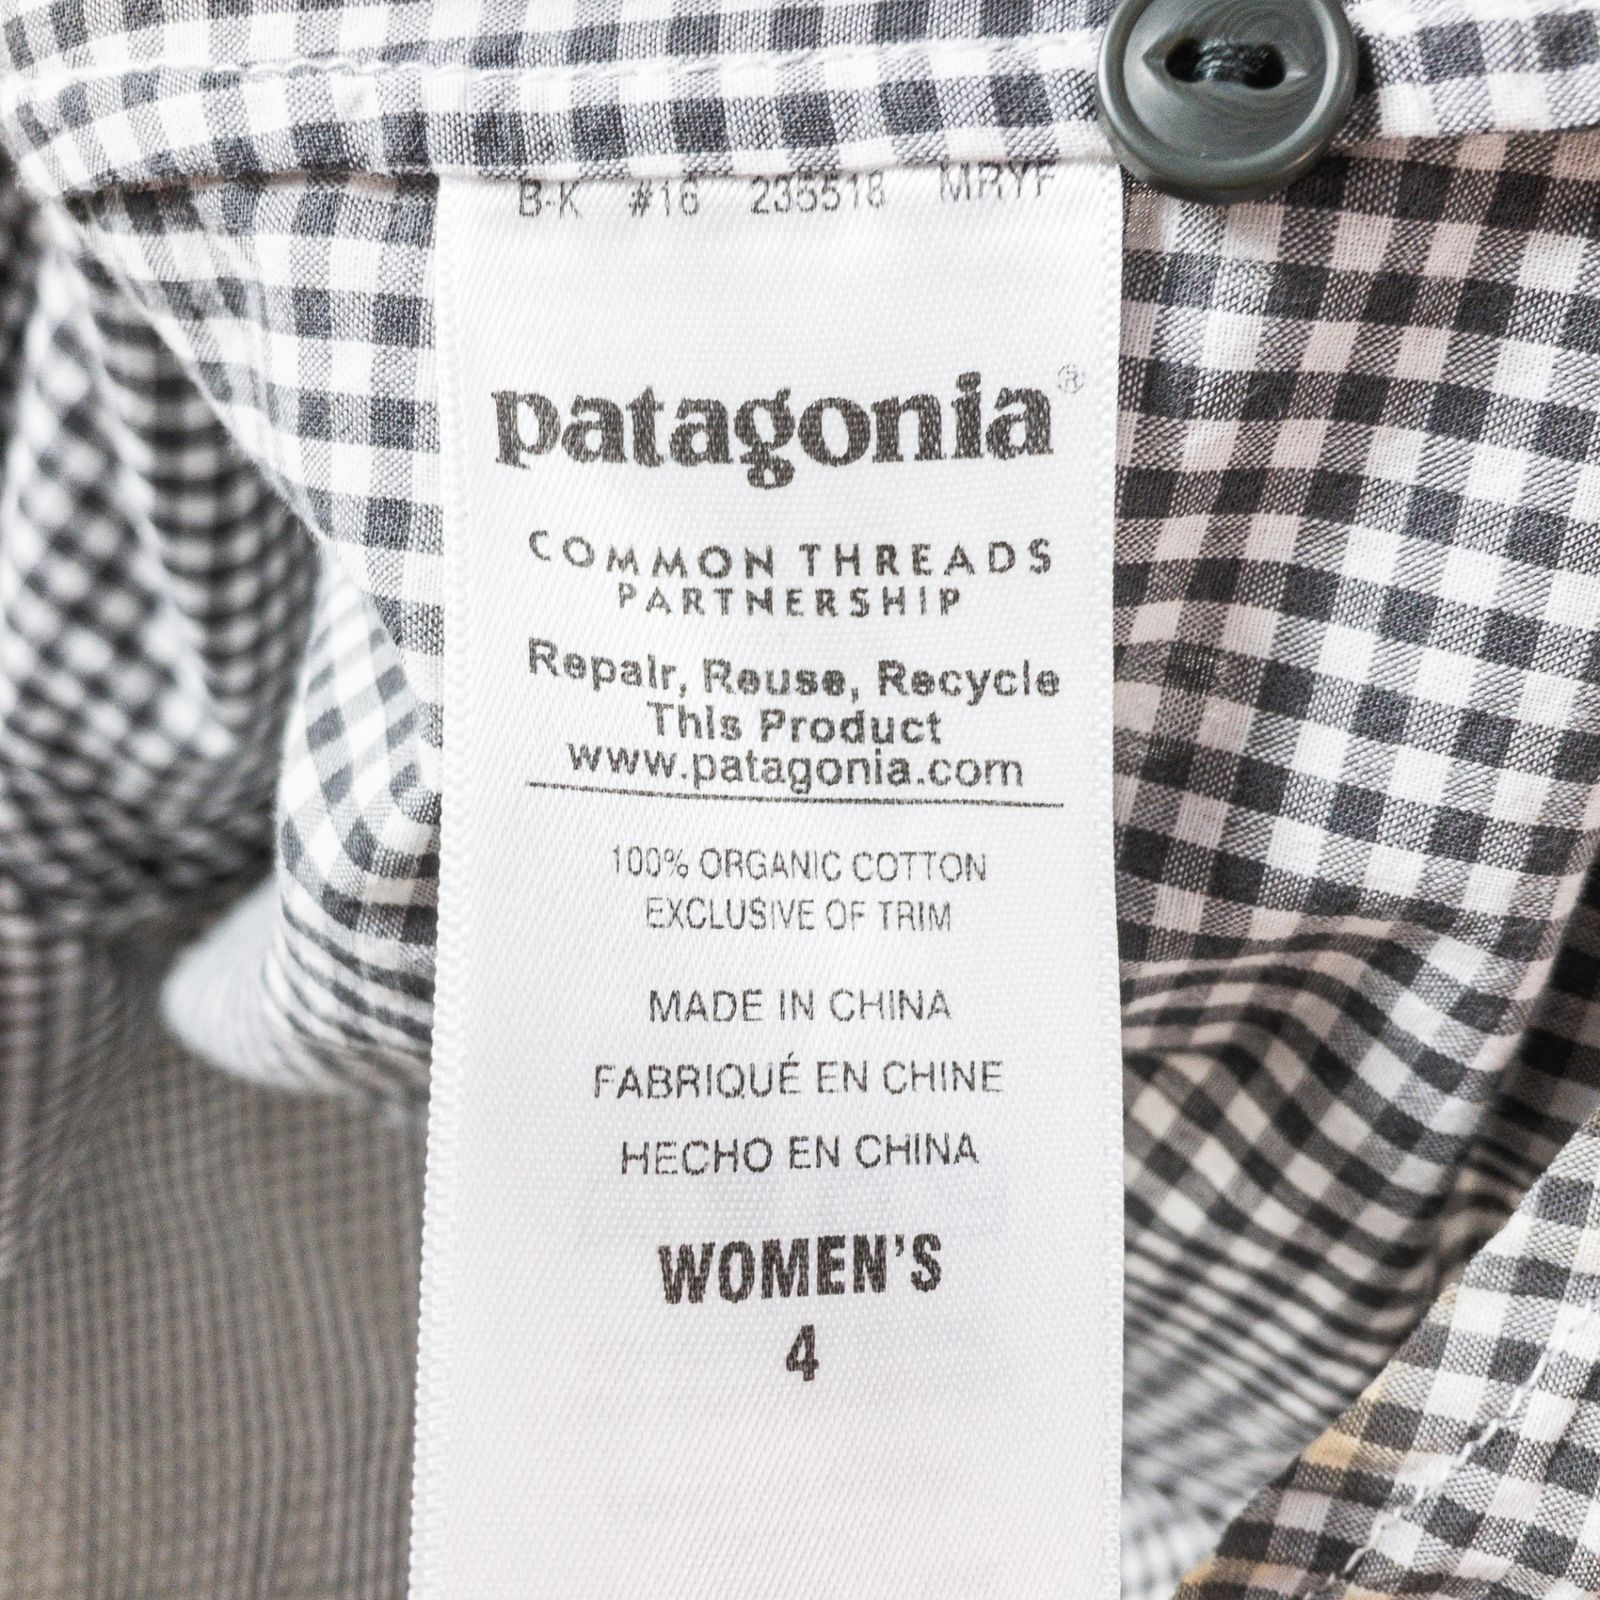 B-K #16 235518 MRYF
patagonia®
COMMON THREADS
PARTNERSHIP
Repair, Reuse, Recycle
This Product
www.patagonia.com
100% ORGANIC COTTON
EXCLUSIVE OF TRIM
MADE IN CHINA
FABRIQUÉ EN CHINE
HECHO EN CHINA
WOMEN'S
4